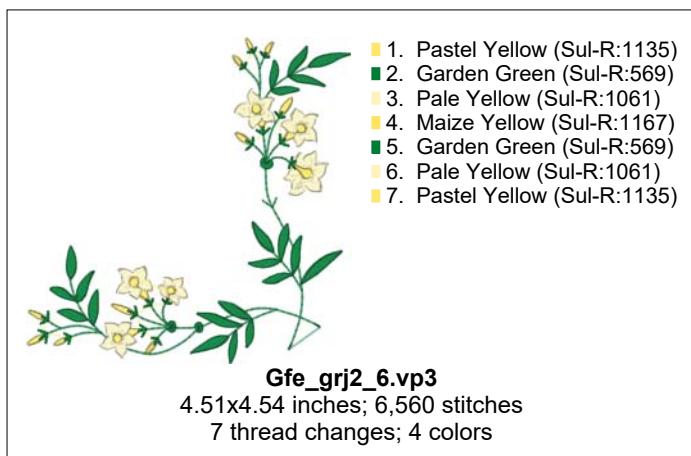 1. Pastel Yellow (Sul-R:1135)
2. Garden Green (Sul-R:569)
3. Pale Yellow (Sul-R:1061)
4. Maize Yellow (Sul-R:1167)
5. Garden Green (Sul-R:569)
6. Pale Yellow (Sul-R:1061)
7. Pastel Yellow (Sul-R:1135)
Gfe_grj2_6.vp3
4.51x4.54 inches; 6,560 stitches
7 thread changes; 4 colors